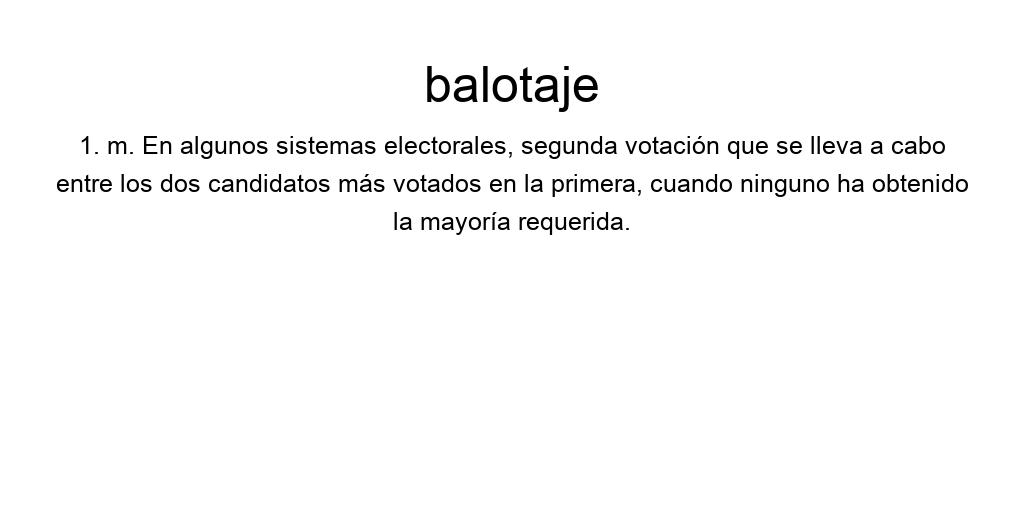 balotaje
1. m. En algunos sistemas electorales, segunda votación que se lleva a cabo
entre los dos candidatos más votados en la primera, cuando ninguno ha obtenido
la mayoría requerida.